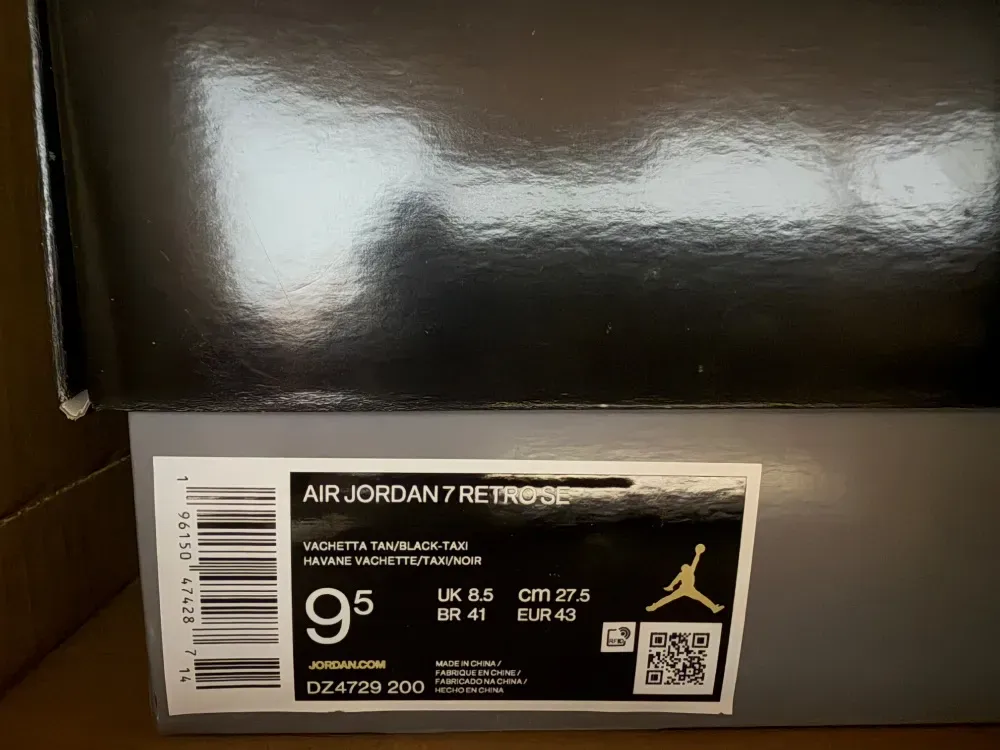 AIR JORDAN 7 RETRO SE
VACHETTA TAN/BLACK-TAXI
HAVANE VACHETTE/TAXI/NOIR
9⁵
UK 8.5 cm 27.5
BR 41 EUR 43
JORDAN.COM
DZ4729 200
MADE IN CHINA /
FABRIQUE EN CHINE /
FABRICADO NA CHINA /
HECHO EN CHINA
RFID
1 96150 47428 7 14